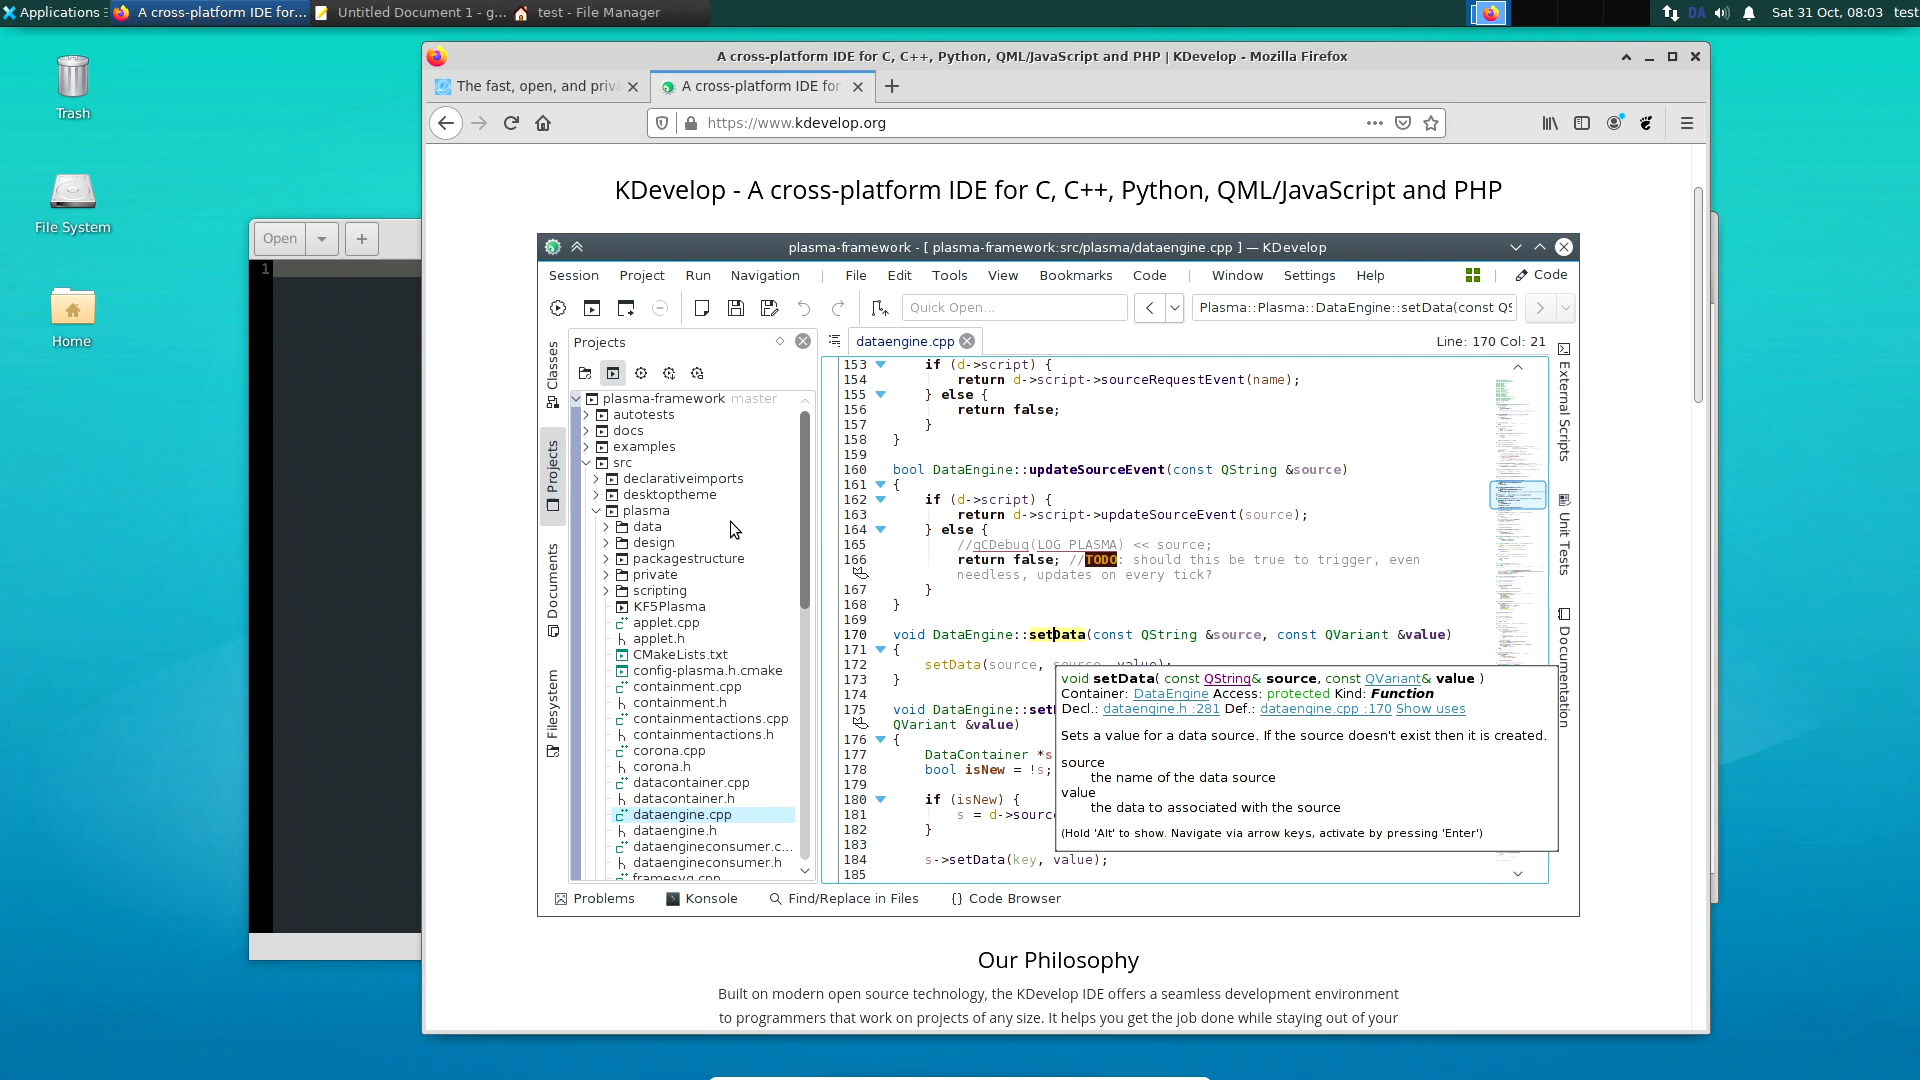 Applications
A cross-platform IDE for...
Untitled Document 1 - g...
test - File Manager
DA
Sat 31 Oct, 08:03
test
Trash
File System
Home
Open
1
A cross-platform IDE for C, C++, Python, QML/JavaScript and PHP | KDevelop - Mozilla Firefox
The fast, open, and priva
A cross-platform IDE for
https://www.kdevelop.org
KDevelop - A cross-platform IDE for C, C++, Python, QML/JavaScript and PHP
plasma-framework - [ plasma-framework:src/plasma/dataengine.cpp ] — KDevelop
Session Project Run Navigation File Edit Tools View Bookmarks Code Window Settings Help Code
Quick Open...
Plasma::Plasma::DataEngine::setData(const QS
Classes
Projects
Documents
Filesystem
Projects
plasma-framework master
autotests
docs
examples
src
declarativeimports
desktoptheme
plasma
data
design
packagestructure
private
scripting
KF5Plasma
applet.cpp
applet.h
CMakeLists.txt
config-plasma.h.cmake
containment.cpp
containment.h
containmentactions.cpp
containmentactions.h
corona.cpp
corona.h
datacontainer.cpp
datacontainer.h
dataengine.cpp
dataengine.h
dataengineconsumer.c...
dataengineconsumer.h
framesvg.cpp
dataengine.cpp
Line: 170 Col: 21
153 if (d->script) {
154 return d->script->sourceRequestEvent(name);
155 } else {
156 return false;
157 }
158 }
159
160 bool DataEngine::updateSourceEvent(const QString &source)
161 {
162 if (d->script) {
163 return d->script->updateSourceEvent(source);
164 } else {
165 //qCDebug(LOG_PLASMA) << source;
166 return false; //TODO: should this be true to trigger, even
needless, updates on every tick?
167 }
168 }
169
170 void DataEngine::setData(const QString &source, const QVariant &value)
171 {
172 setData(source, source, value);
173 }
174
175 void DataEngine::set
QVariant &value)
176 {
177 DataContainer *s
178 bool isNew = !s;
179
180 if (isNew) {
181 s = d->sourc
182 }
183
184 s->setData(key, value);
185
void setData( const QString& source, const QVariant& value )
Container: DataEngine Access: protected Kind: Function
Decl.: dataengine.h :281 Def.: dataengine.cpp :170 Show uses
Sets a value for a data source. If the source doesn't exist then it is created.
source
the name of the data source
value
the data to associated with the source
(Hold 'Alt' to show. Navigate via arrow keys, activate by pressing 'Enter')
External Scripts
Unit Tests
Documentation
Problems Konsole Find/Replace in Files {} Code Browser
Our Philosophy
Built on modern open source technology, the KDevelop IDE offers a seamless development environment
to programmers that work on projects of any size. It helps you get the job done while staying out of your